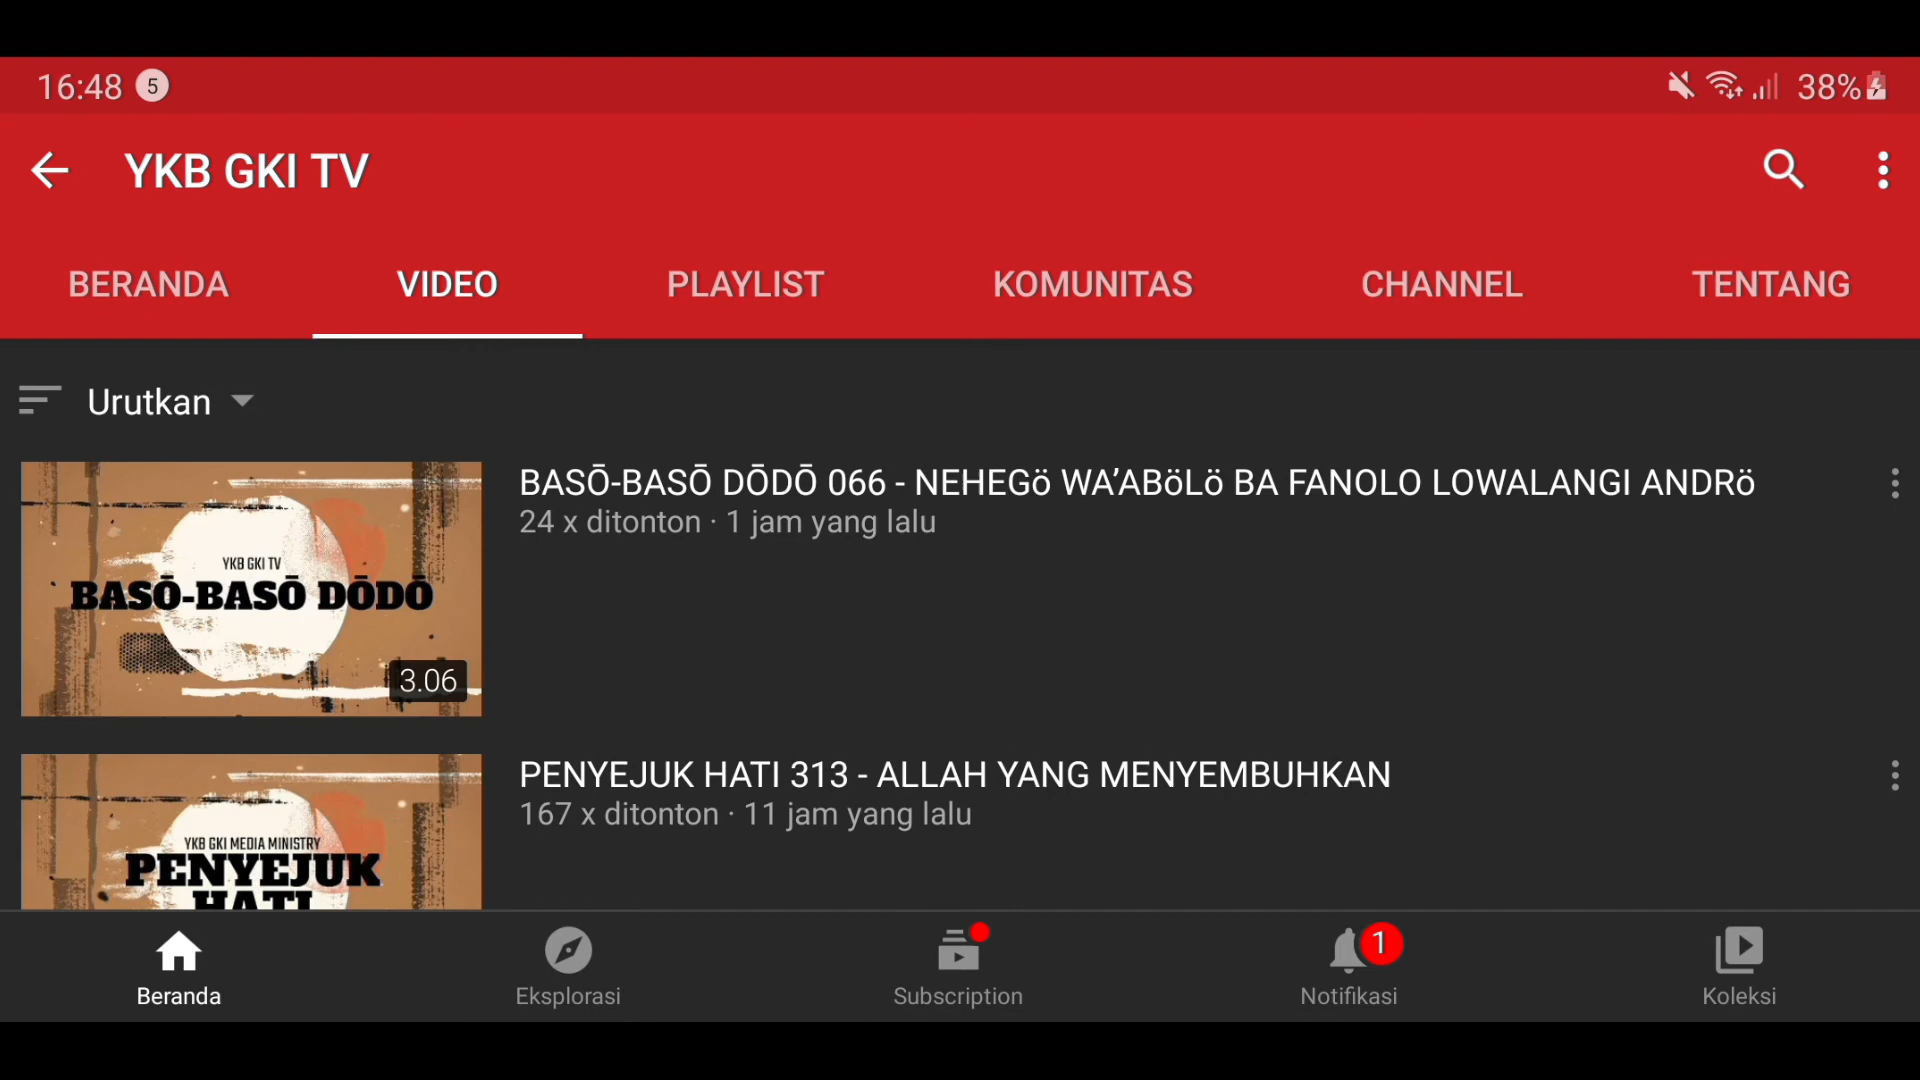 16:48 5 38%
YKB GKI TV
BERANDA VIDEO PLAYLIST KOMUNITAS CHANNEL TENTANG
Urutkan
BASŌ-BASŌ DŌDŌ 066 - NEHEGö WA’ABöLö BA FANOLO LOWALANGI ANDRö
24 x ditonton · 1 jam yang lalu
YKB GKI TV
BASŌ-BASŌ DŌDŌ
3.06
PENYEJUK HATI 313 - ALLAH YANG MENYEMBUHKAN
167 x ditonton · 11 jam yang lalu
YKB GKI MEDIA MINISTRY
PENYEJUK
HATI
1
Beranda Eksplorasi Subscription Notifikasi Koleksi